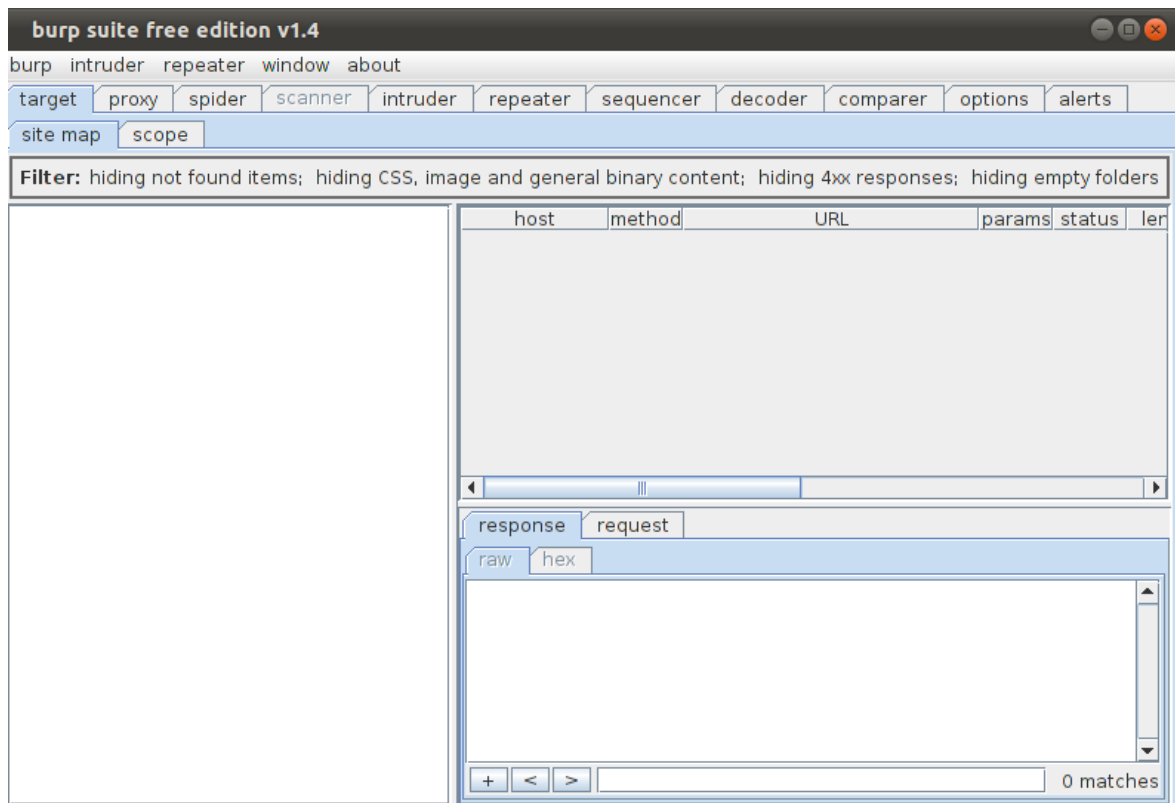 burp suite free edition v1.4
burp intruder repeater window about
target proxy spider scanner intruder repeater sequencer decoder comparer options alerts
site map scope
Filter: hiding not found items; hiding CSS, image and general binary content; hiding 4xx responses; hiding empty folders
host method URL params status len
response request
raw hex
+ < > 0 matches